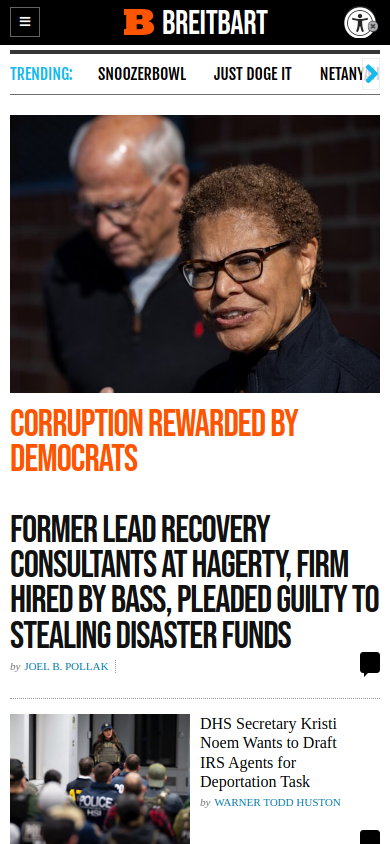 BREITBART
TRENDING: SNOOZERBOWL JUST DOGE IT NETANY
CORRUPTION REWARDED BY
DEMOCRATS
FORMER LEAD RECOVERY
CONSULTANTS AT HAGERTY, FIRM
HIRED BY BASS, PLEADED GUILTY TO
STEALING DISASTER FUNDS
by JOEL B. POLLAK
DHS Secretary Kristi
Noem Wants to Draft
IRS Agents for
Deportation Task
by WARNER TODD HUSTON
POLICE
HSI